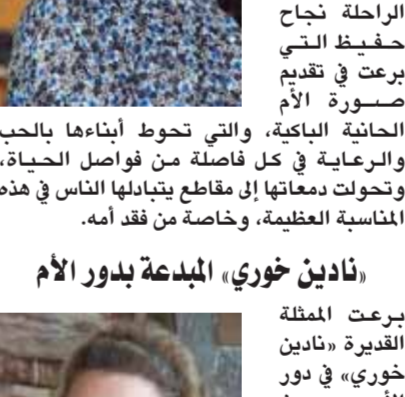 الراحلة نجاح
حفيظ التي
برعت في تقديم
صورة الأم
الحانية الباكية، والتي تحوط أبناءها بالحب
والرعاية في كل فاصلة من فواصل الحياة،
وتحولت دمعاتها إلى مقاطع يتبادلها الناس في هذه
المناسبة العظيمة، وخاصة من فقد أمه.
«نادين خوري» المبدعة بدور الأم
برعت الممثلة
القديرة «نادين
خوري» في دور